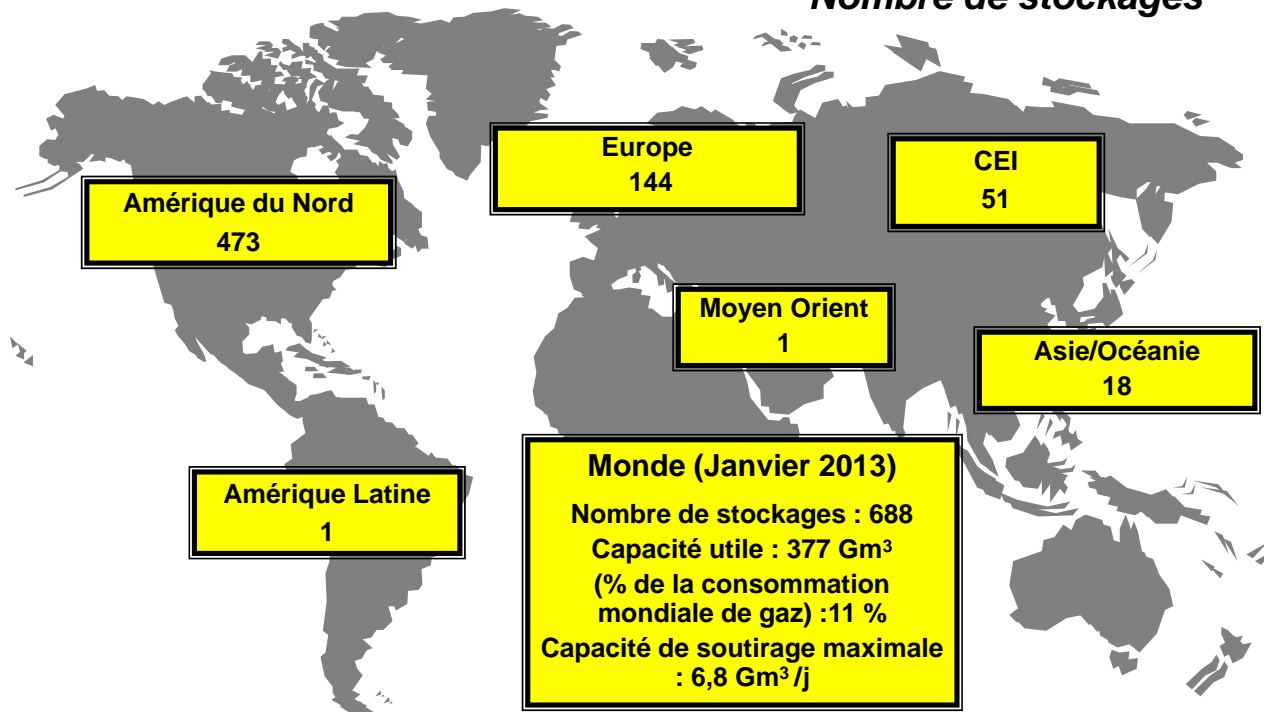 Nombre de stockages
Europe
144
CEI
51
Amérique du Nord
473
Moyen Orient
1
Asie/Océanie
18
Amérique Latine
1
Monde (Janvier 2013)
Nombre de stockages : 688
Capacité utile : 377 Gm³
(% de la consommation
mondiale de gaz) :11 %
Capacité de soutirage maximale
: 6,8 Gm³ /j